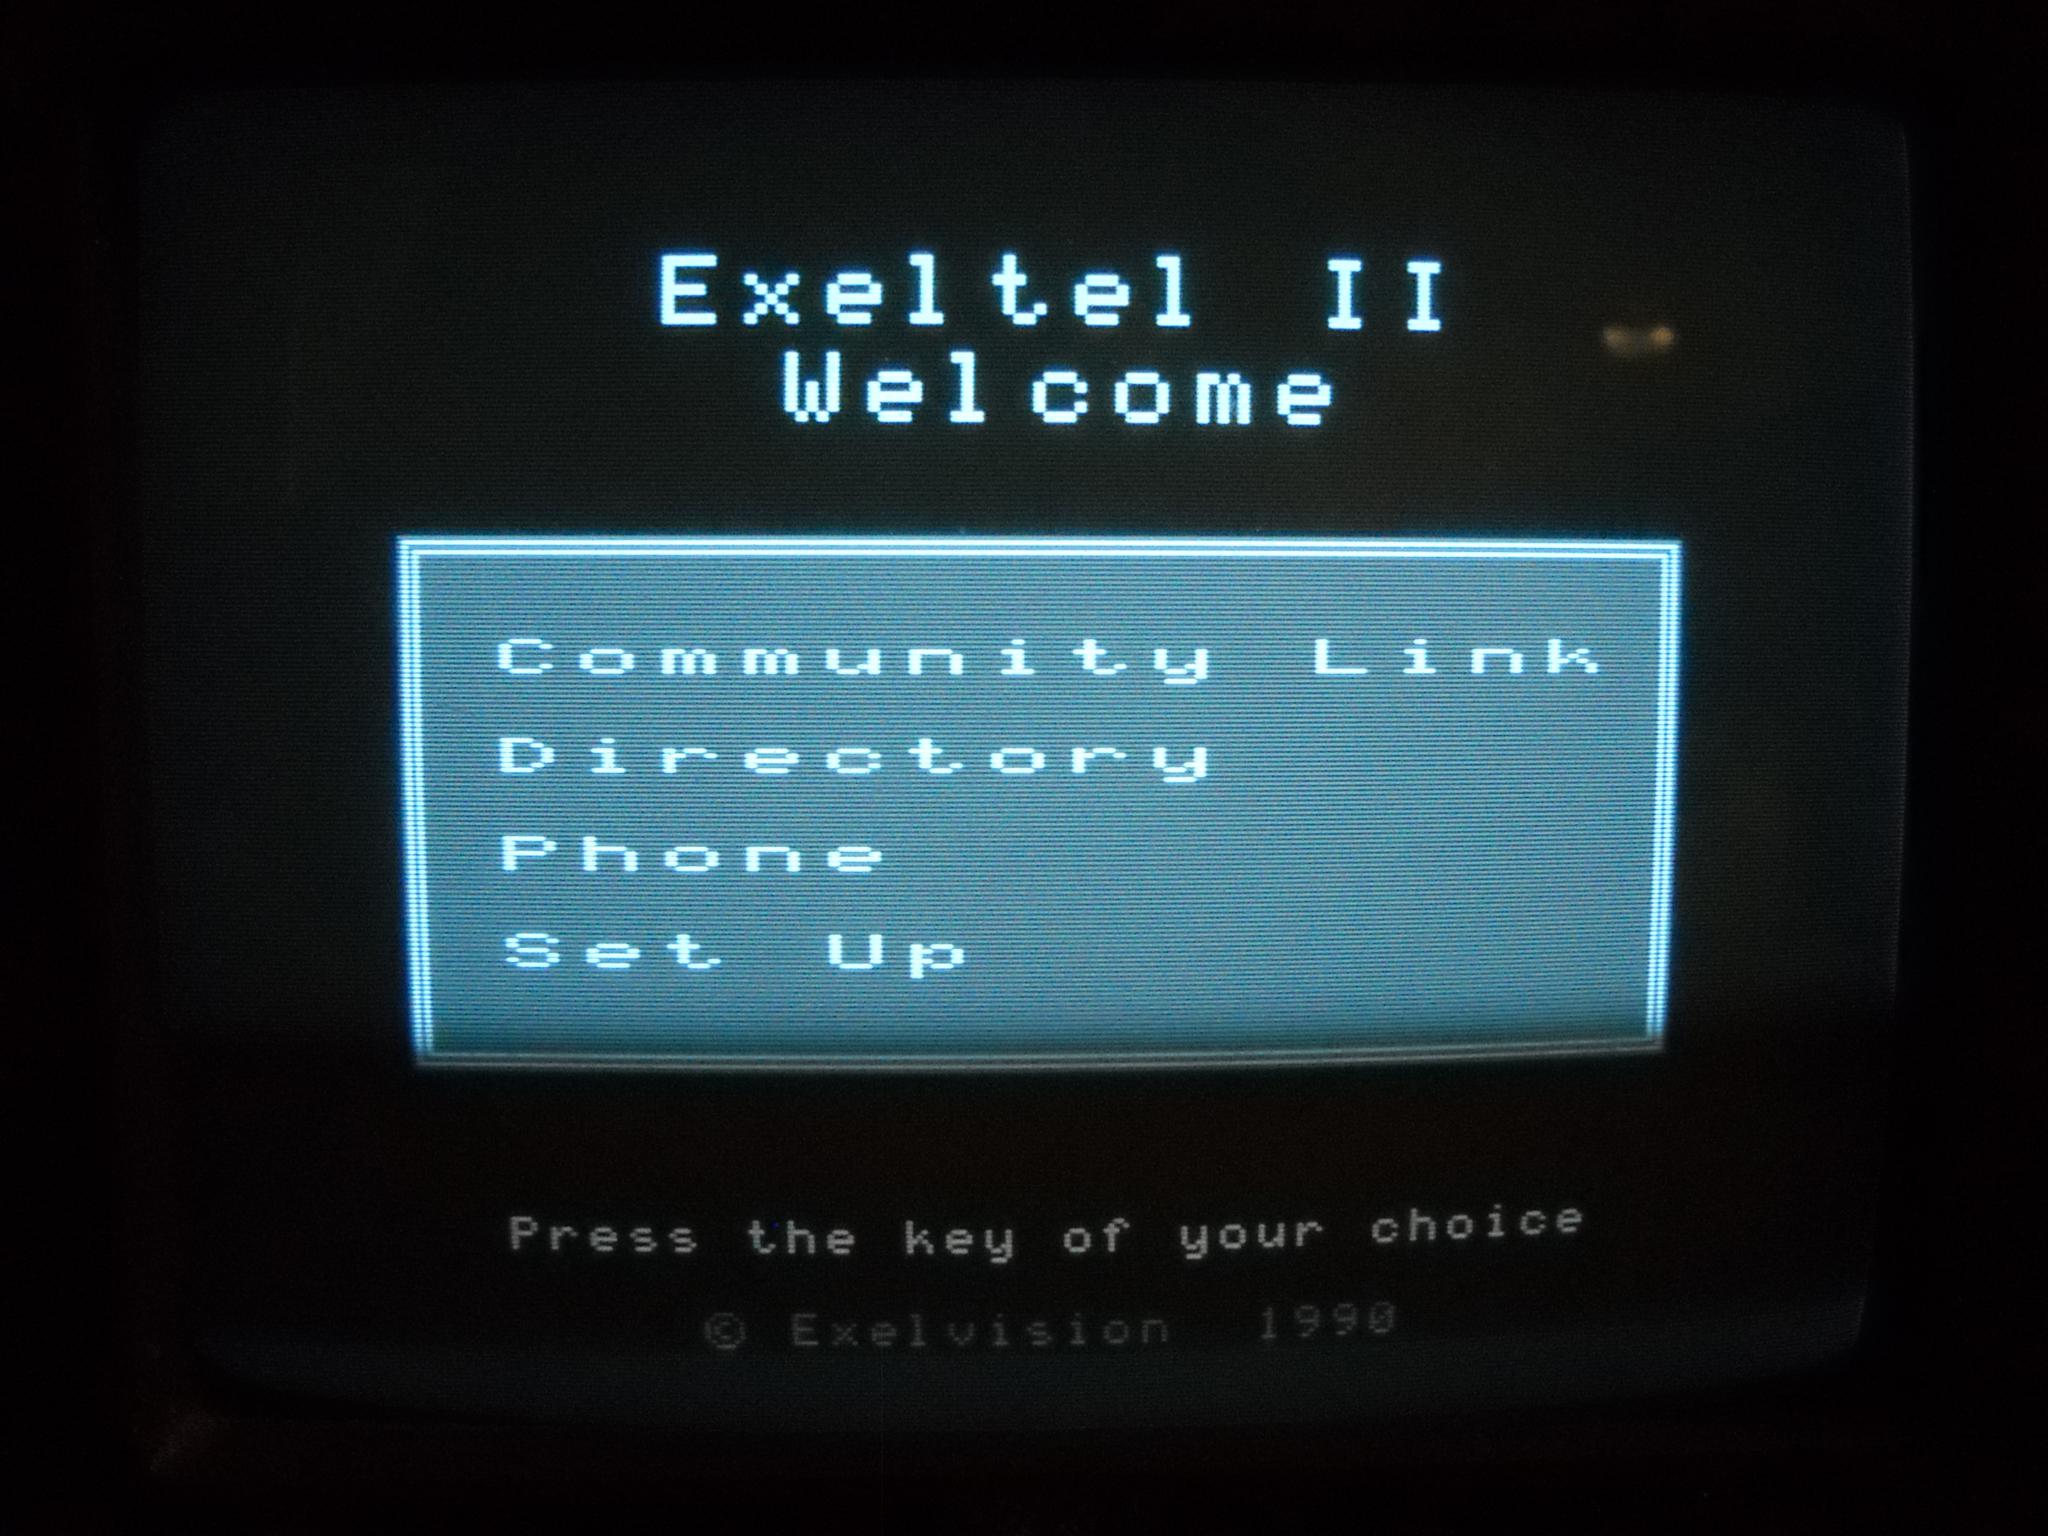 Exeltel II
Welcome
Community Link
Directory
Phone
Set Up
Press the key of your choice
© Exelvision 1990